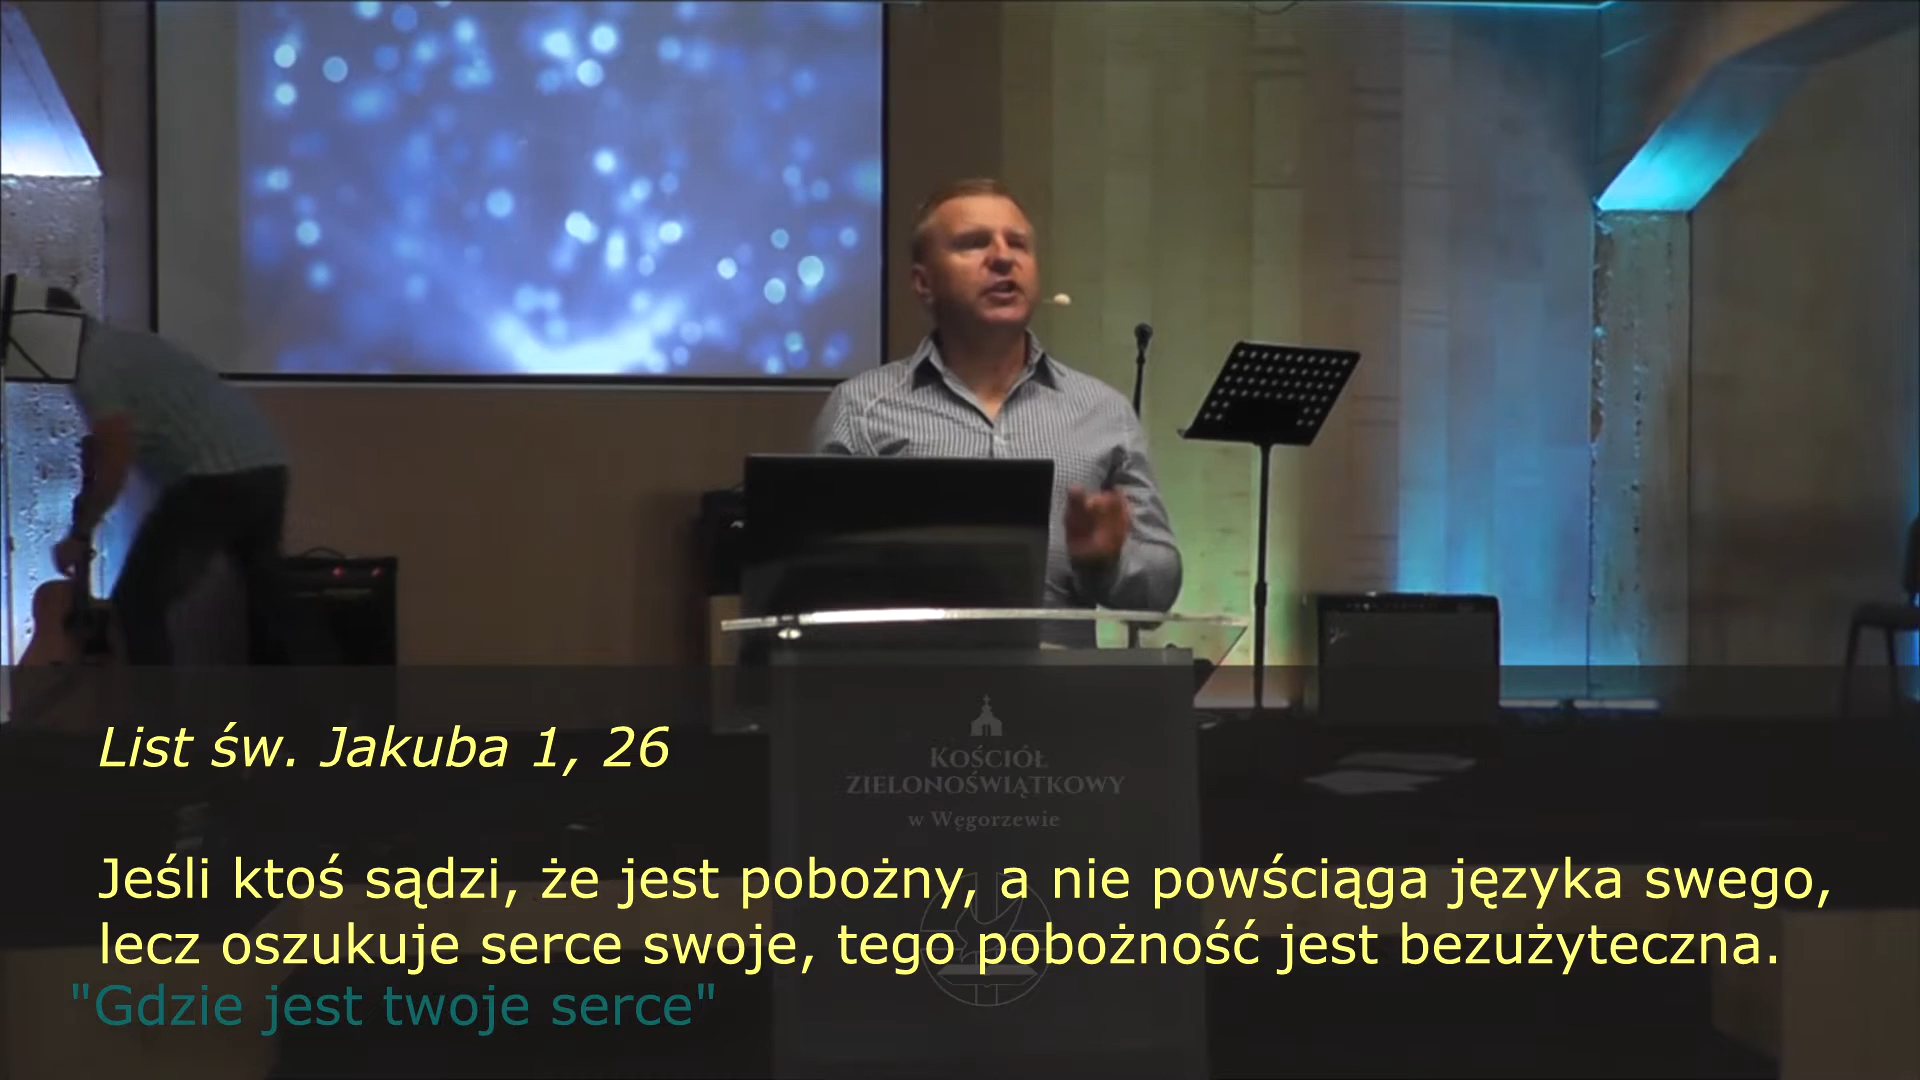 List św. Jakuba 1, 26
KOŚCIÓŁ
ZIELONOŚWIĄTKOWY
w Węgorzewie
Jeśli ktoś sądzi, że jest pobożny, a nie powściąga języka swego,
lecz oszukuje serce swoje, tego pobożność jest bezużyteczna.
"Gdzie jest twoje serce"